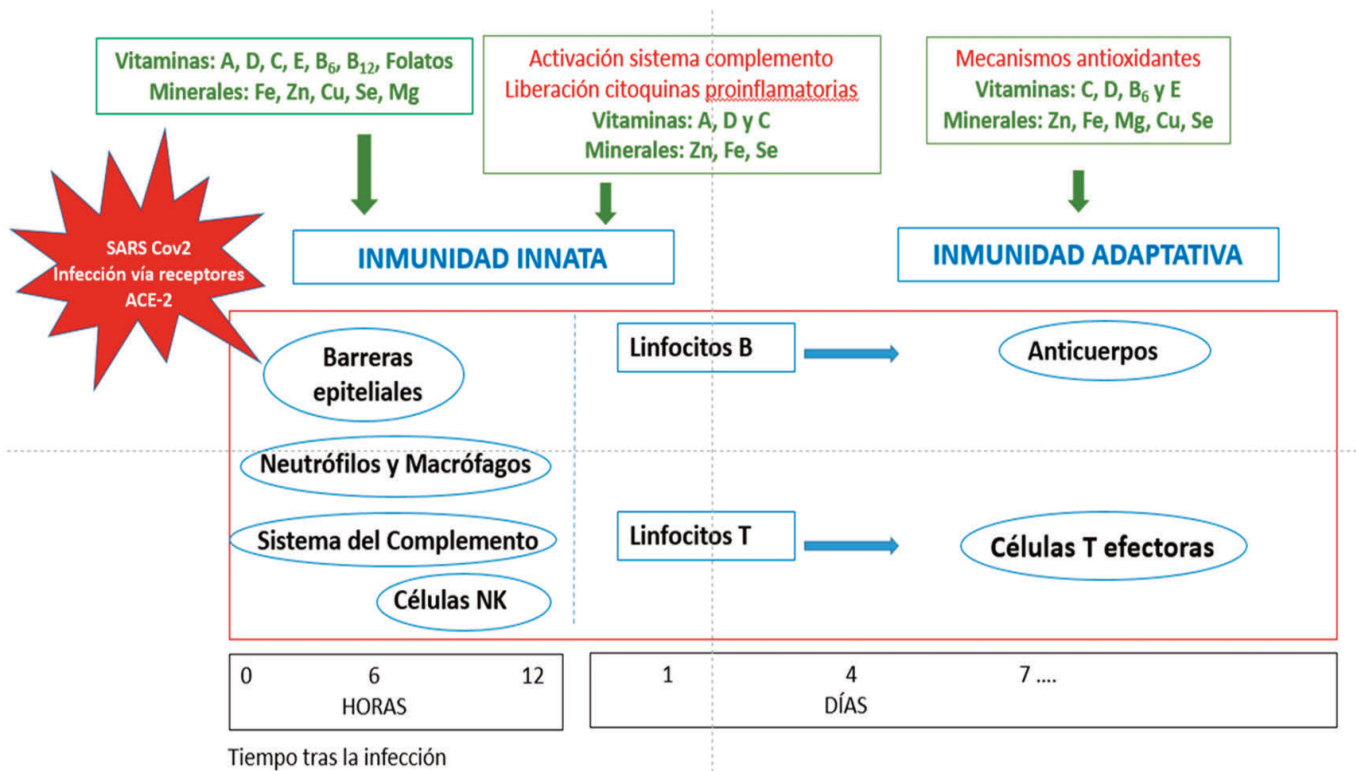 Vitaminas: A, D, C, E, B₆, B₁₂, Folatos
Minerales: Fe, Zn, Cu, Se, Mg
Activación sistema complemento
Liberación citoquinas proinflamatorias
Vitaminas: A, D y C
Minerales: Zn, Fe, Se
Mecanismos antioxidantes
Vitaminas: C, D, B₆ y E
Minerales: Zn, Fe, Mg, Cu, Se
SARS Cov2
Infección vía receptores
ACE-2
INMUNIDAD INNATA
INMUNIDAD ADAPTATIVA
Barreras
epiteliales
Linfocitos B
Anticuerpos
Neutrófilos y Macrófagos
Sistema del Complemento
Linfocitos T
Células T efectoras
Células NK
0 6 12
HORAS
1 4 7 ....
DÍAS
Tiempo tras la infección